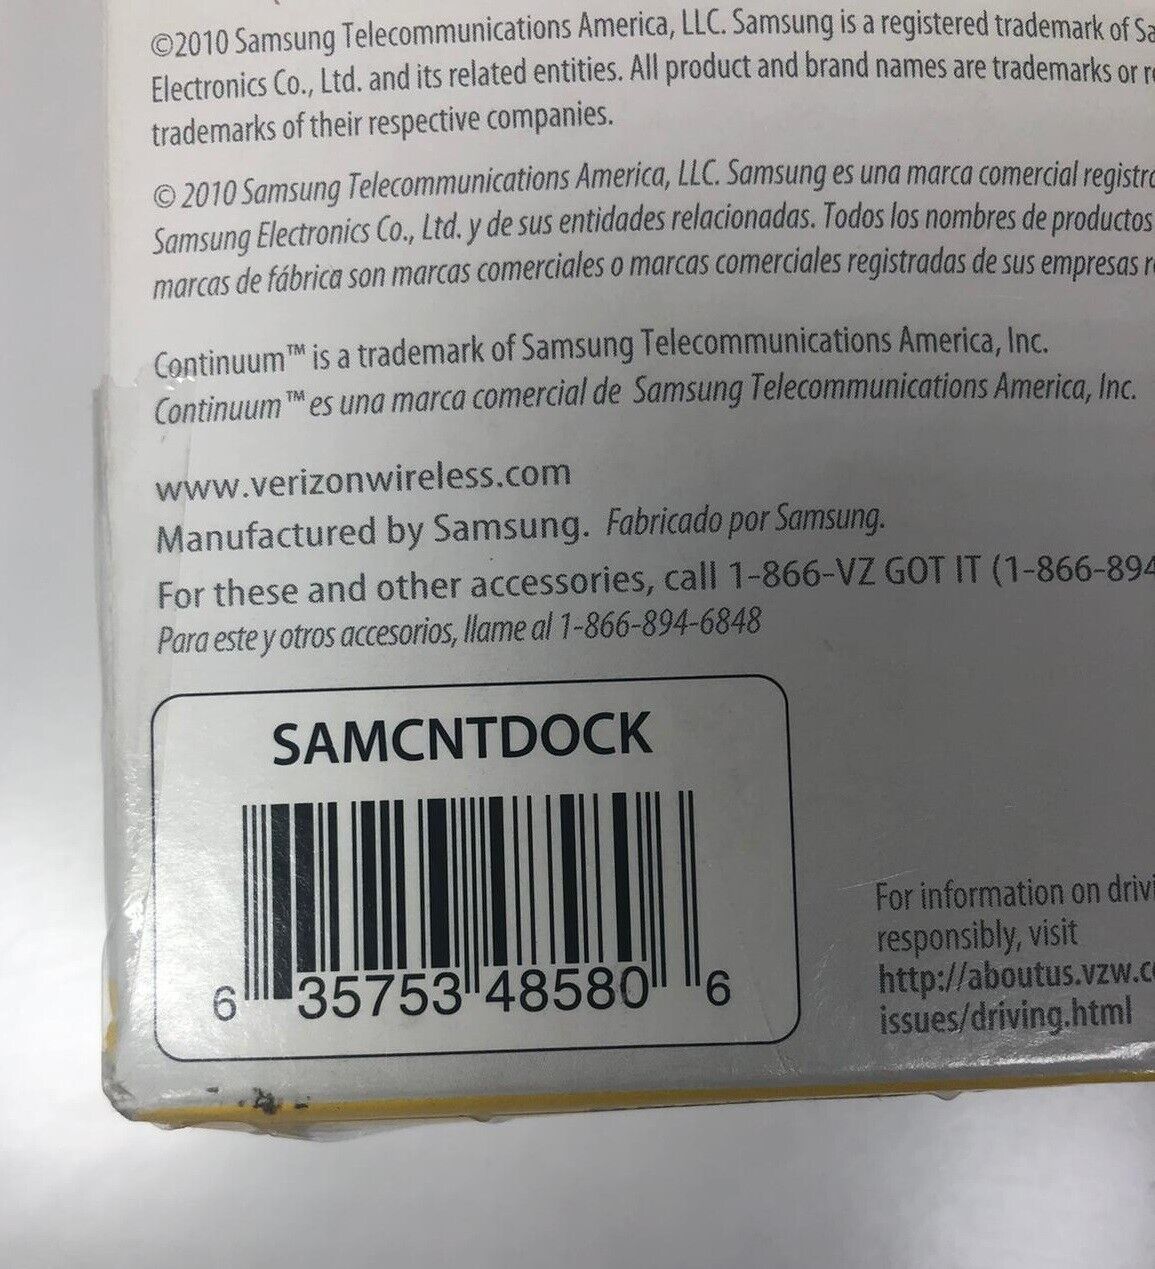 ©2010 Samsung Telecommunications America, LLC. Samsung is a registered trademark of
Electronics Co., Ltd. and its related entities. All product and brand names are trademarks or
trademarks of their respective companies.
© 2010 Samsung Telecommunications America, LLC. Samsung es una marca comercial
Samsung Electronics Co., Ltd. y de sus entidades relacionadas. Todos los nombres de productos
marcas de fábrica son marcas comerciales o marcas comerciales registradas de sus empresas
Continuum™ is a trademark of Samsung Telecommunications America, Inc.
Continuum™ es una marca comercial de Samsung Telecommunications America, Inc.
www.verizonwireless.com
Manufactured by Samsung. Fabricado por Samsung.
For these and other accessories, call 1-866-VZ GOT IT (1-866-894
Para este y otros accesorios, llame al 1-866-894-6848
SAMCNTDOCK
6 35753 48580 6
For information on
responsibly, visit
http://aboutus.vzw.c
issues/driving.html